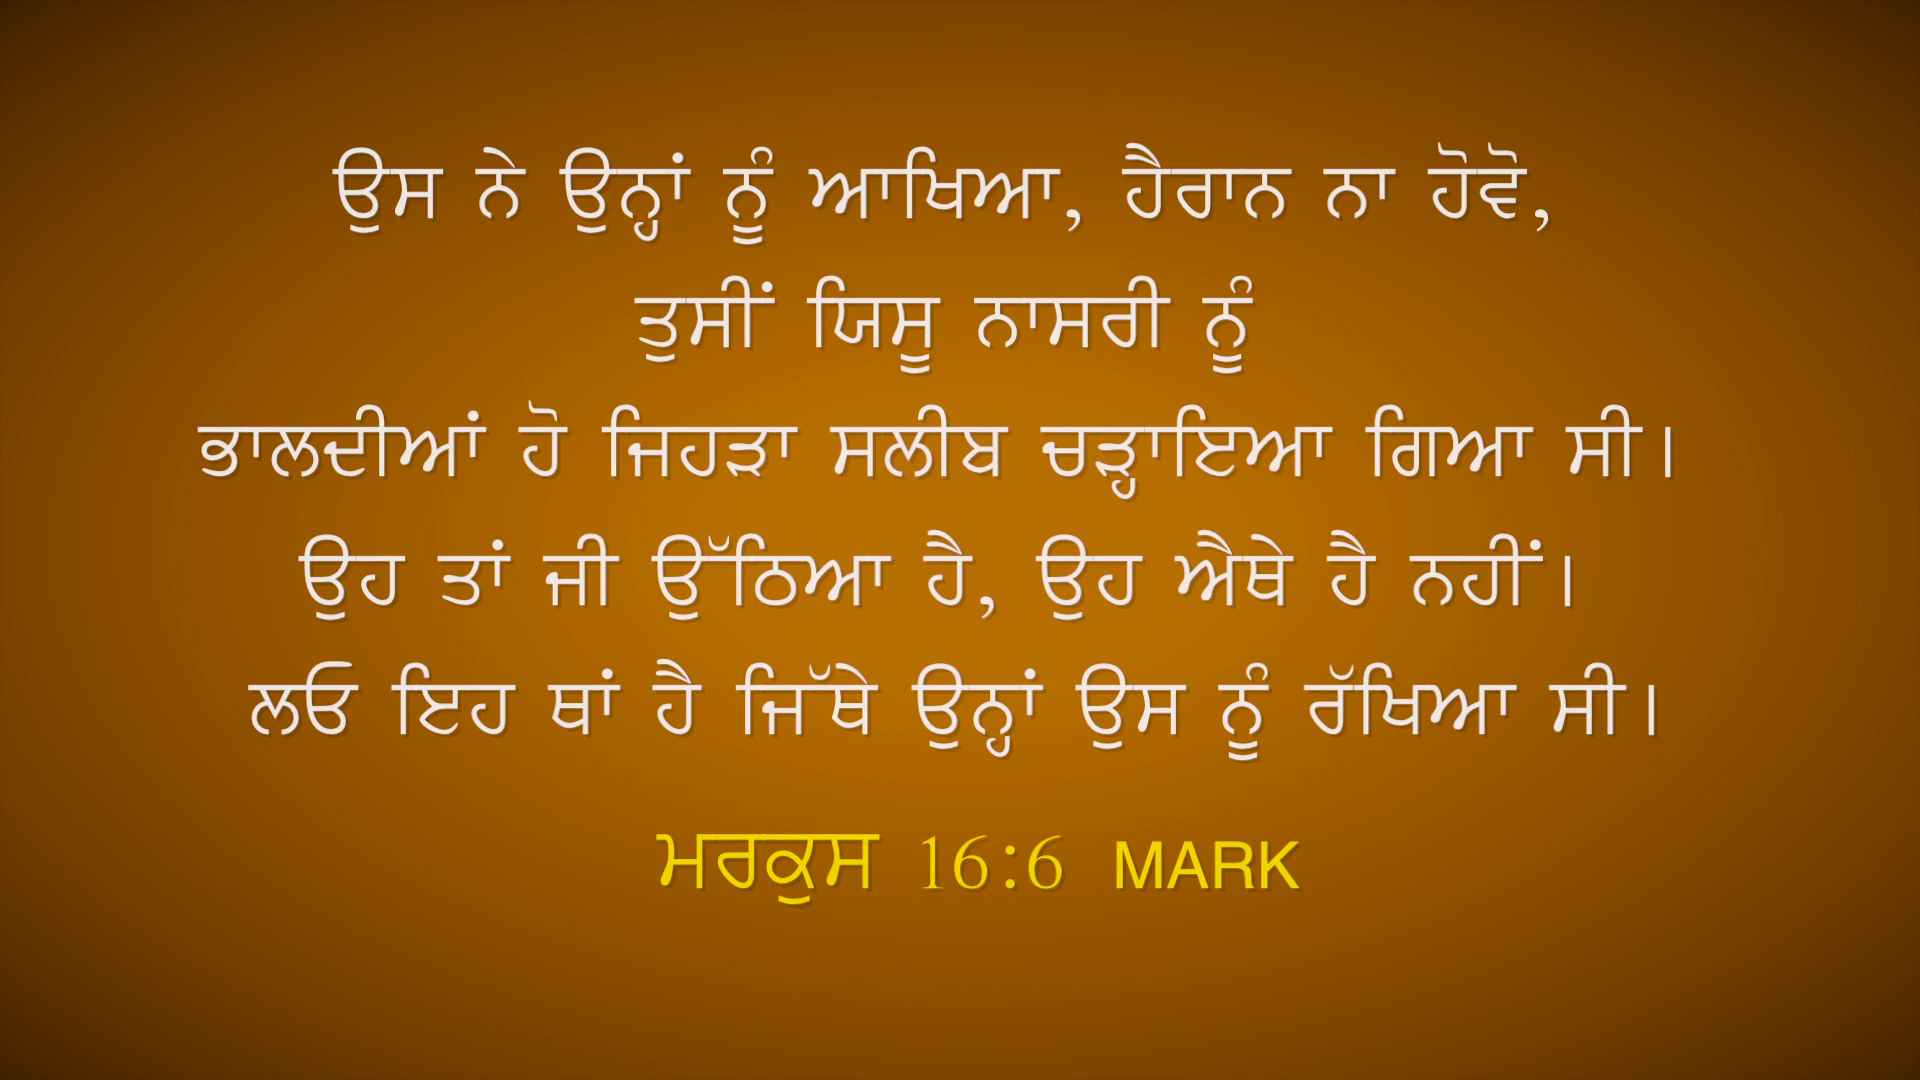 ਉਸ ਨੇ ਉਨ੍ਹਾਂ ਨੂੰ ਆਖਿਆ, ਹੈਰਾਨ ਨਾ ਹੋਵੋ,
ਤੁਸੀਂ ਯਿਸੂ ਨਾਸਰੀ ਨੂੰ
ਭਾਲਦੀਆਂ ਹੋ ਜਿਹੜਾ ਸਲੀਬ ਚੜ੍ਹਾਇਆ ਗਿਆ ਸੀ।
ਉਹ ਤਾਂ ਜੀ ਉੱਠਿਆ ਹੈ, ਉਹ ਐਥੇ ਹੈ ਨਹੀਂ।
ਲਓ ਇਹ ਥਾਂ ਹੈ ਜਿੱਥੇ ਉਨ੍ਹਾਂ ਉਸ ਨੂੰ ਰੱਖਿਆ ਸੀ।
ਮਰਕੁਸ 16:6 MARK